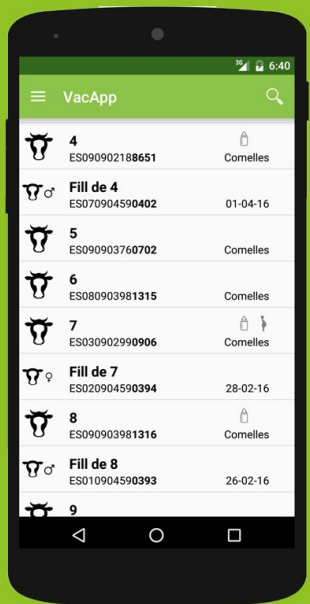 36 6:40
VacApp
4
ES090902188651 Comelles
Fill de 4
ES070904590402 01-04-16
5
ES090903760702 Comelles
6
ES080903981315 Comelles
7
ES030902990906 Comelles
Fill de 7
ES020904590394 28-02-16
8
ES090903981316 Comelles
Fill de 8
ES010904590393 26-02-16
9